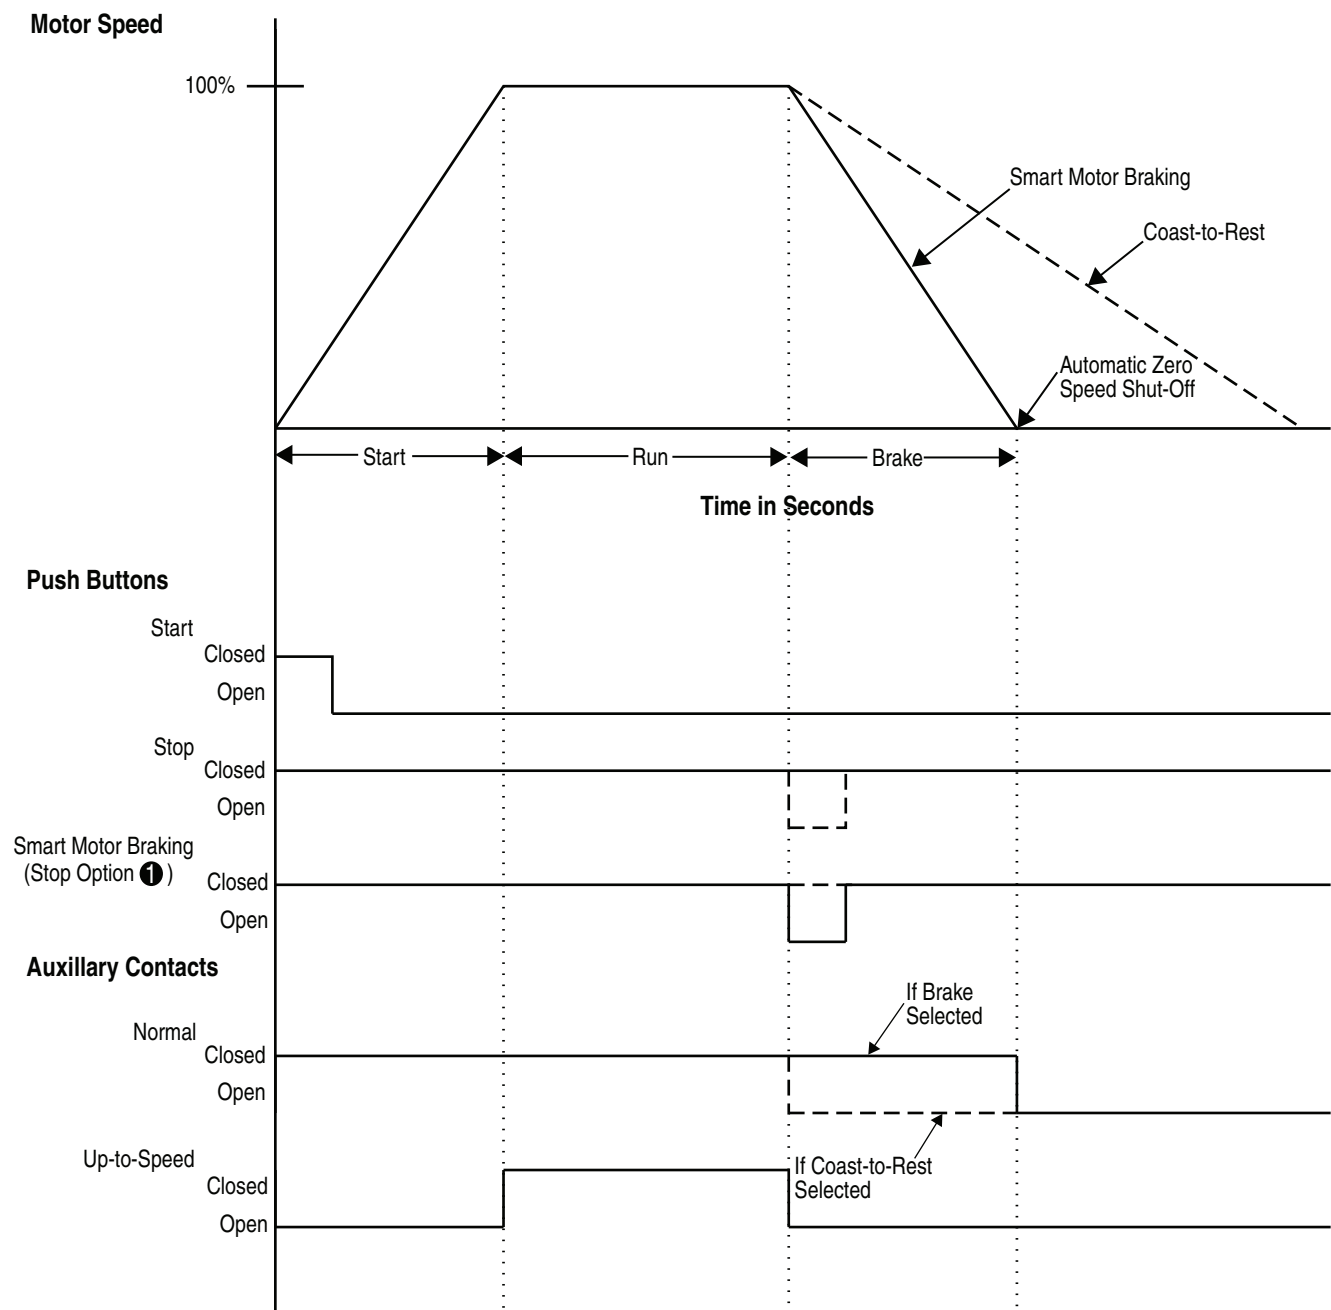 Motor Speed
100%
Smart Motor Braking
Coast-to-Rest
Automatic Zero
Speed Shut-Off
Start
Run
Brake
Time in Seconds
Push Buttons
Start
Closed
Open
Stop
Closed
Open
Smart Motor Braking
(Stop Option ❶)
Closed
Open
Auxillary Contacts
If Brake
Selected
Normal
Closed
Open
Up-to-Speed
If Coast-to-Rest
Selected
Closed
Open